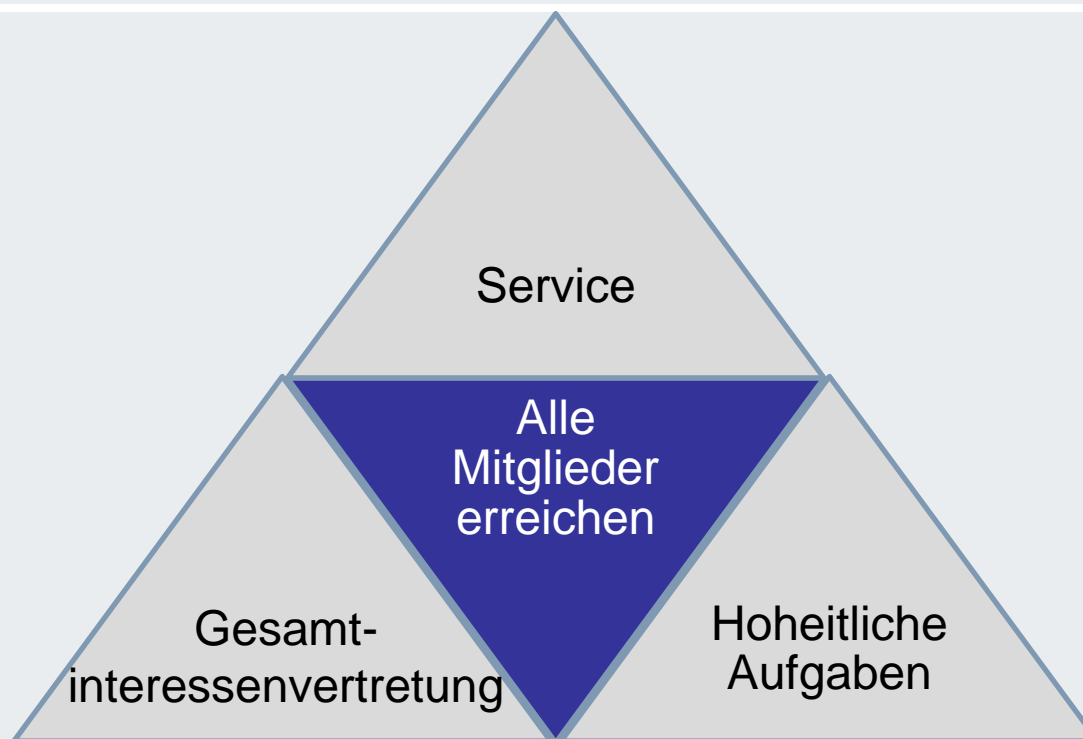 Service
Alle
Mitglieder
erreichen
Gesamt-
interessenvertretung
Hoheitliche
Aufgaben